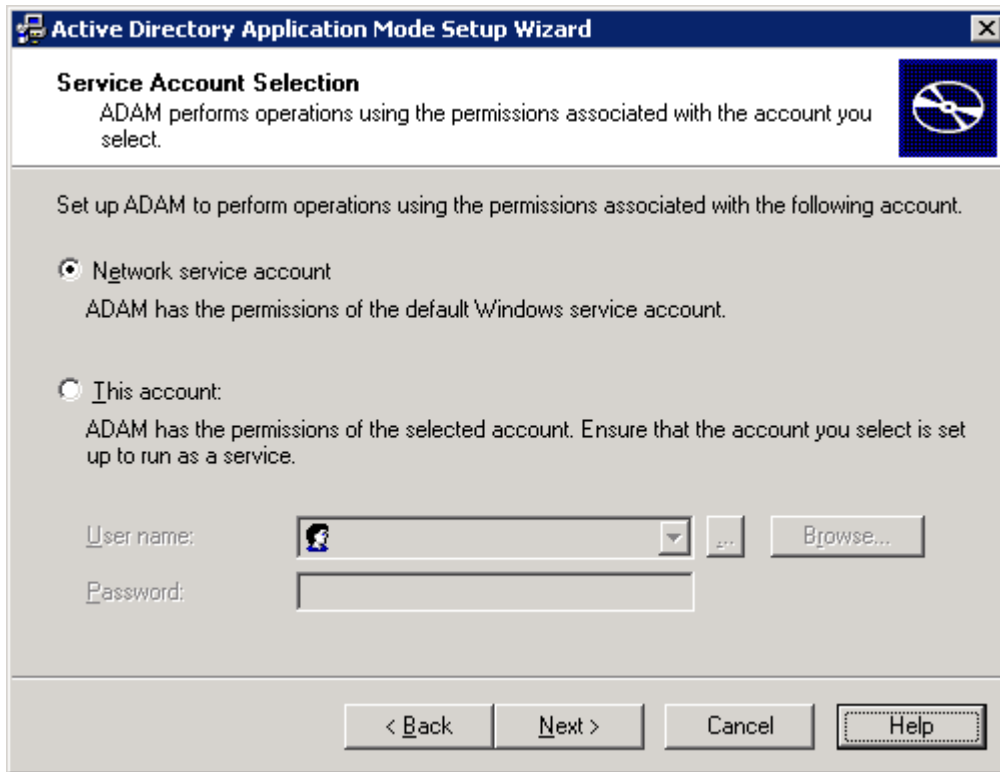 Active Directory Application Mode Setup Wizard
Service Account Selection
ADAM performs operations using the permissions associated with the account you
select.
Set up ADAM to perform operations using the permissions associated with the following account.
Network service account
ADAM has the permissions of the default Windows service account.
This account:
ADAM has the permissions of the selected account. Ensure that the account you select is set
up to run as a service.
User name:
... Browse...
Password:
< Back Next > Cancel Help